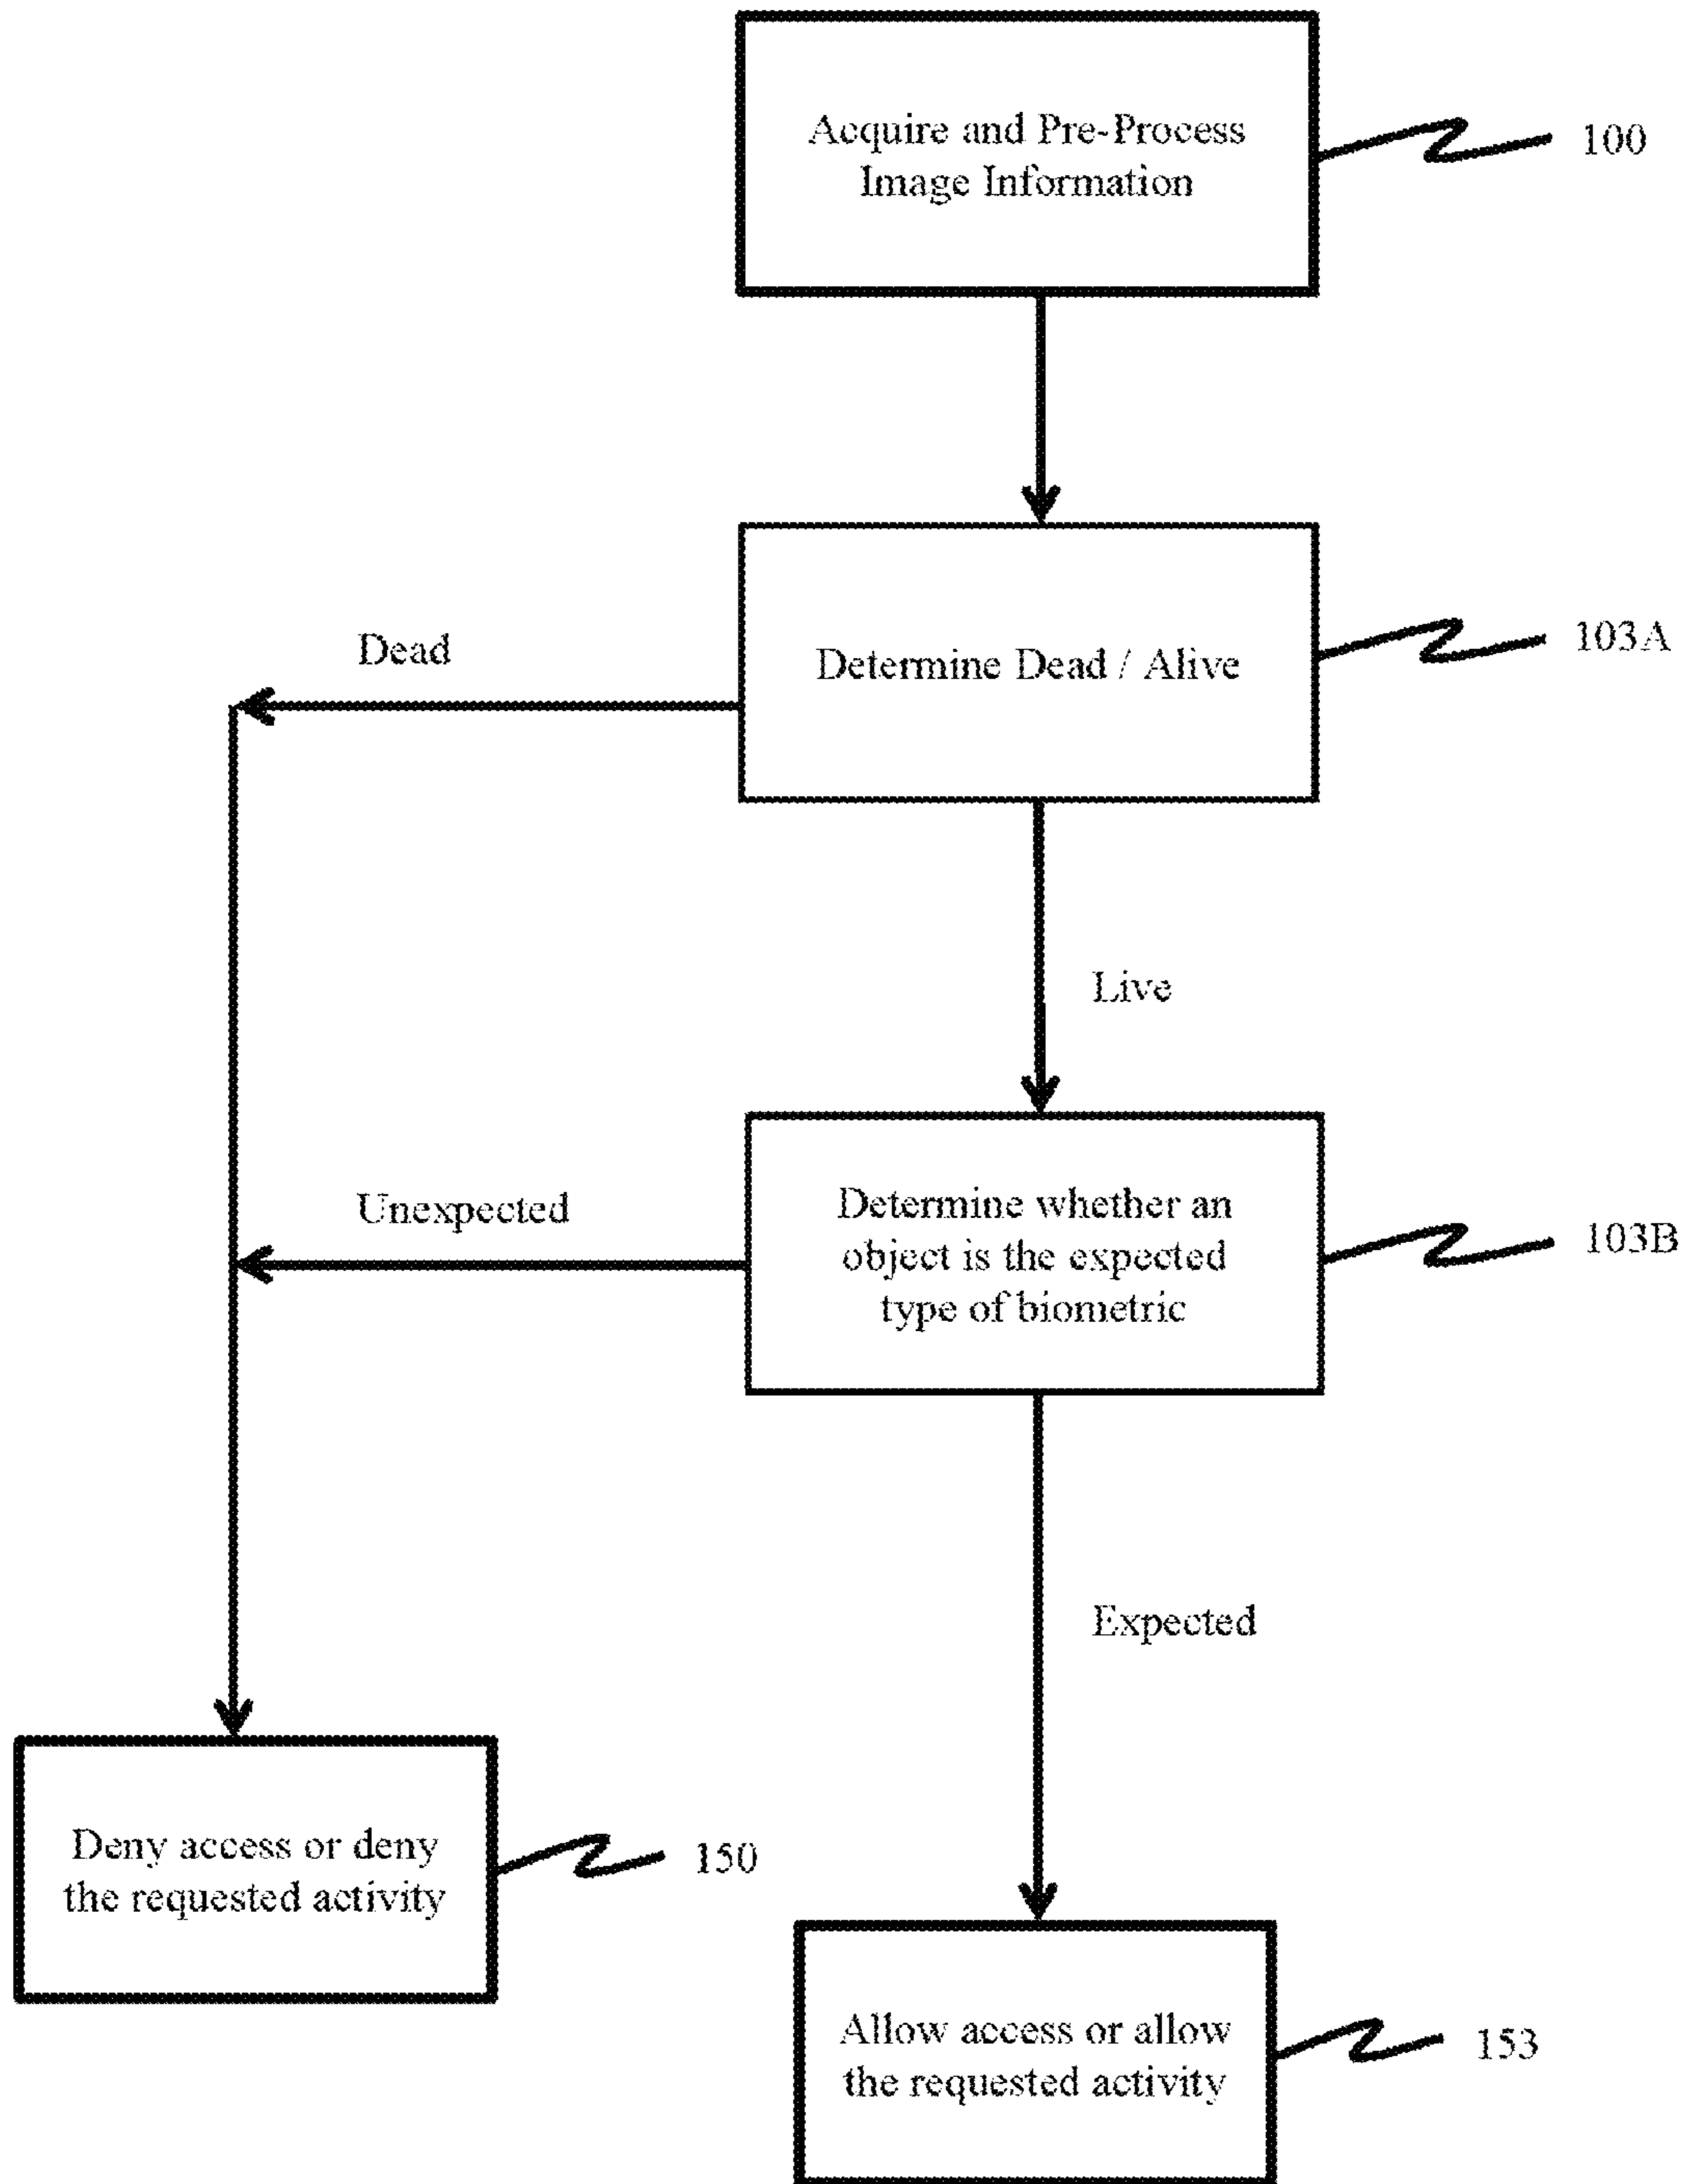 Acquire and Pre-Process
Image Information
100
Determine Dead / Alive
103A
Dead
Live
Determine whether an
object is the expected
type of biometric
103B
Unexpected
Expected
Deny access or deny
the requested activity
150
Allow access or allow
the requested activity
153